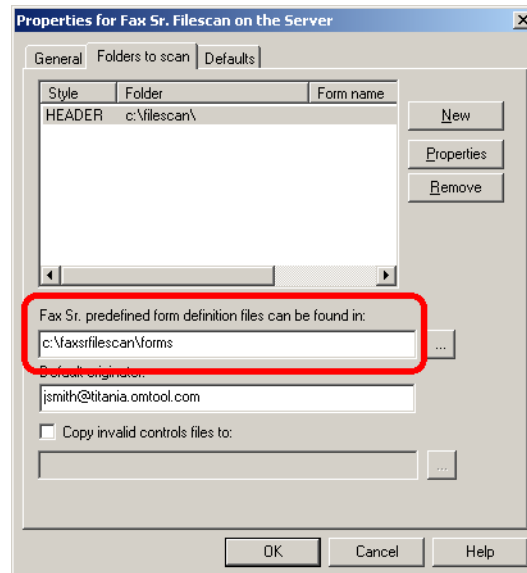 Properties for Fax Sr. Filescan on the Server
General Folders to scan Defaults
Style Folder Form name
HEADER c:\filescan\
New
Properties
Remove
Fax Sr. predefined form definition files can be found in:
c:\faxsrfilescan\forms ...
Default originator:
jsmith@titania.omtool.com
Copy invalid controls files to:
...
OK Cancel Help